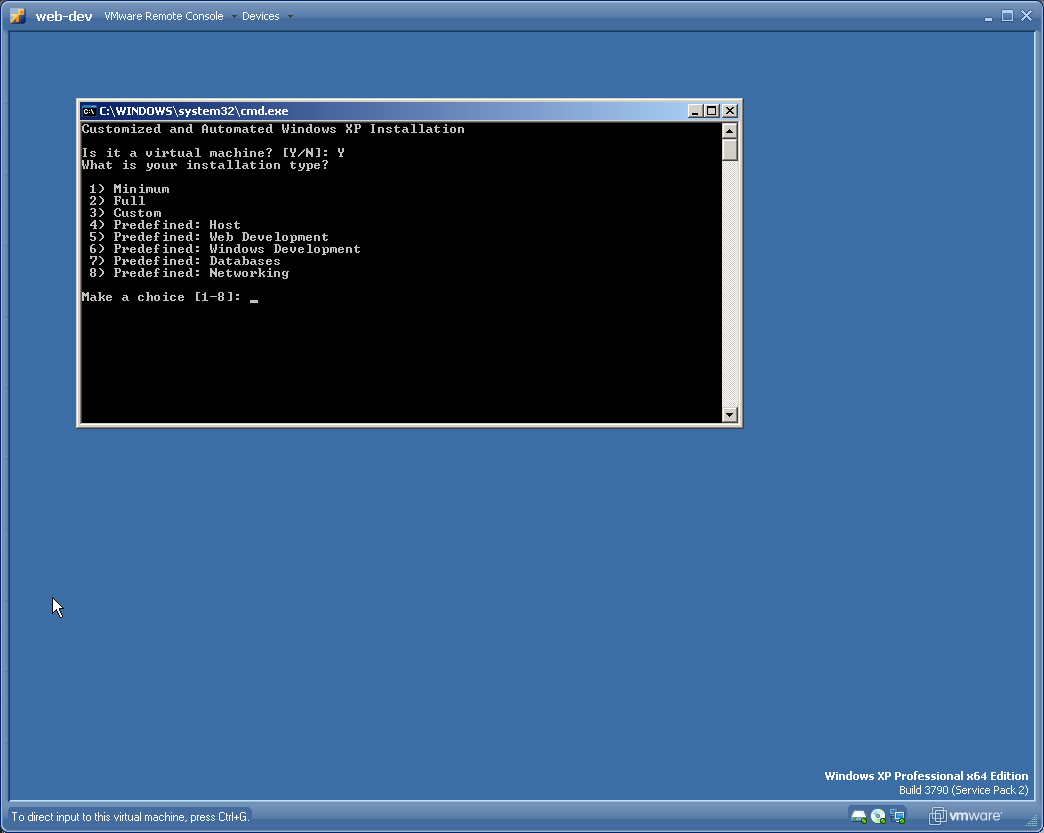 web-dev VMware Remote Console Devices
C:\WINDOWS\system32\cmd.exe
Customized and Automated Windows XP Installation
Is it a virtual machine? [Y/N]: Y
What is your installation type?
1) Minimum
2) Full
3) Custom
4) Predefined: Host
5) Predefined: Web Development
6) Predefined: Windows Development
7) Predefined: Databases
8) Predefined: Networking
Make a choice [1-8]: _
Windows XP Professional x64 Edition
Build 3790 (Service Pack 2)
To direct input to this virtual machine, press Ctrl+G.
vmware